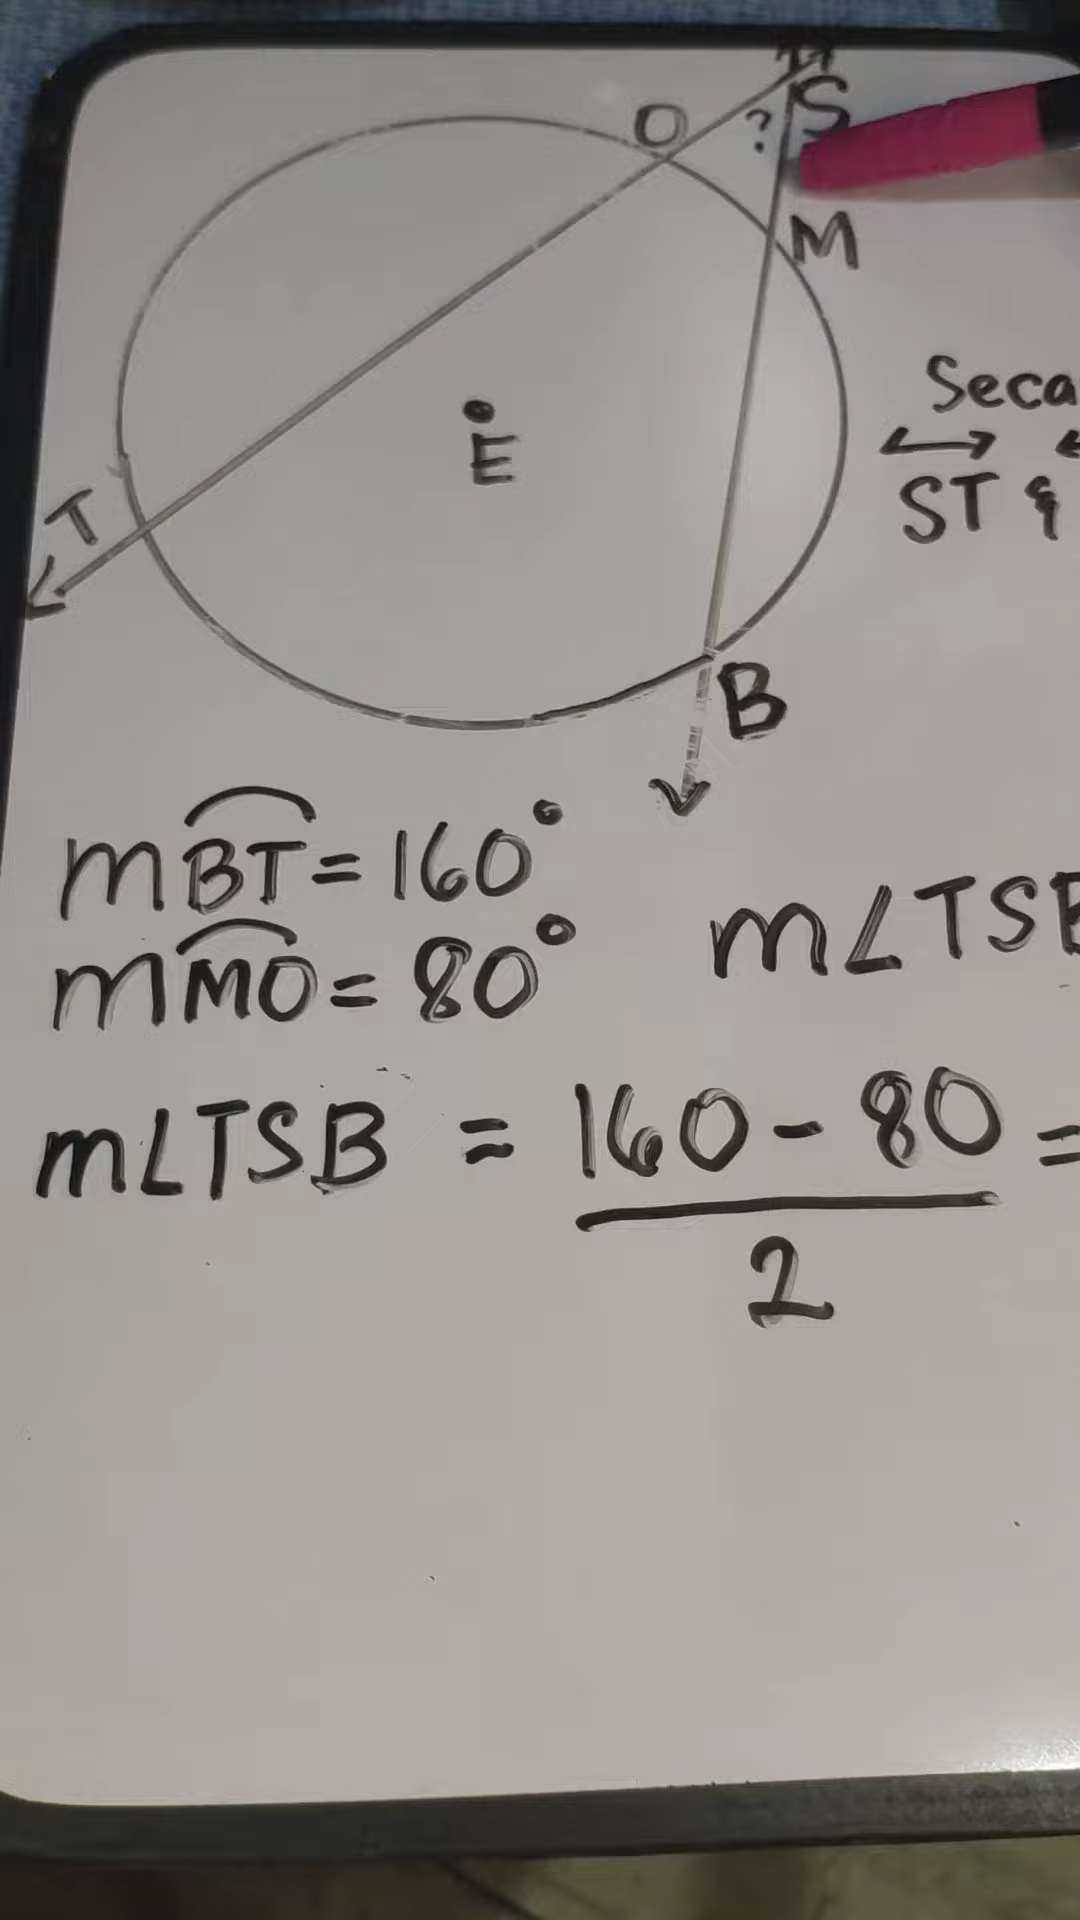 O
S
?
M
E
T
Seca
ST &
B
mBT = 160°
mMO = 80°
m∠TSB
m∠TSB = 160 - 80 =
2